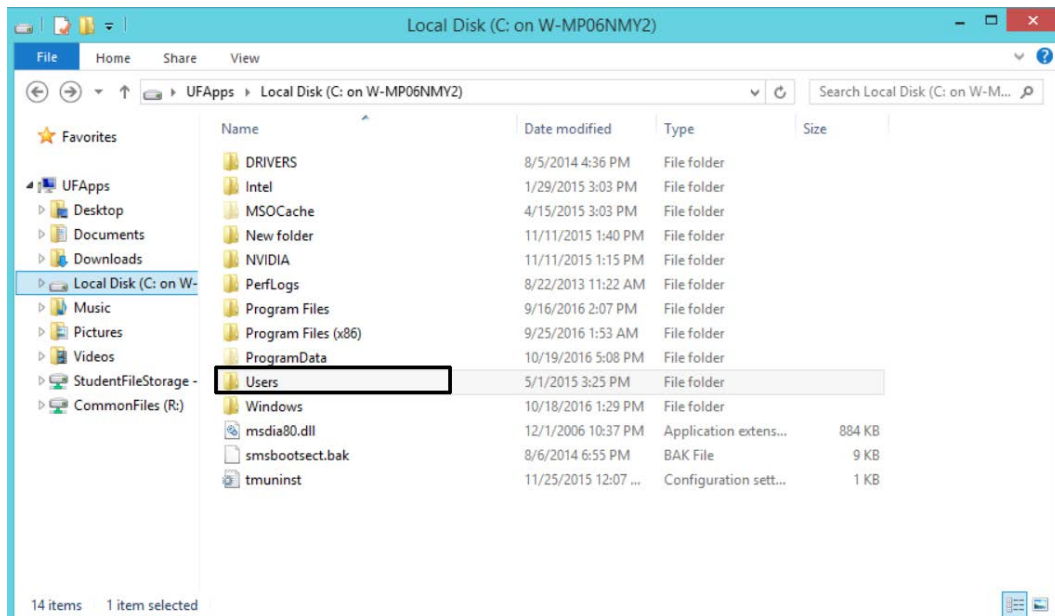 Local Disk (C: on W-MP06NMY2)
File Home Share View
UFApps Local Disk (C: on W-MP06NMY2) Search Local Disk (C: on W-M...
Favorites
UFApps
Desktop
Documents
Downloads
Local Disk (C: on W-
Music
Pictures
Videos
StudentFileStorage -
CommonFiles (R:)
Name Date modified Type Size
DRIVERS 8/5/2014 4:36 PM File folder
Intel 1/29/2015 3:03 PM File folder
MSOCache 4/15/2015 3:03 PM File folder
New folder 11/11/2015 1:40 PM File folder
NVIDIA 11/11/2015 1:15 PM File folder
PerfLogs 8/22/2013 11:22 AM File folder
Program Files 9/16/2016 2:07 PM File folder
Program Files (x86) 9/25/2016 1:53 AM File folder
ProgramData 10/19/2016 5:08 PM File folder
Users 5/1/2015 3:25 PM File folder
Windows 10/18/2016 1:29 PM File folder
msdia80.dll 12/1/2006 10:37 PM Application extens... 884 KB
smsbootsect.bak 8/6/2014 6:55 PM BAK File 9 KB
tmuninst 11/25/2015 12:07 ... Configuration sett... 1 KB
14 items 1 item selected